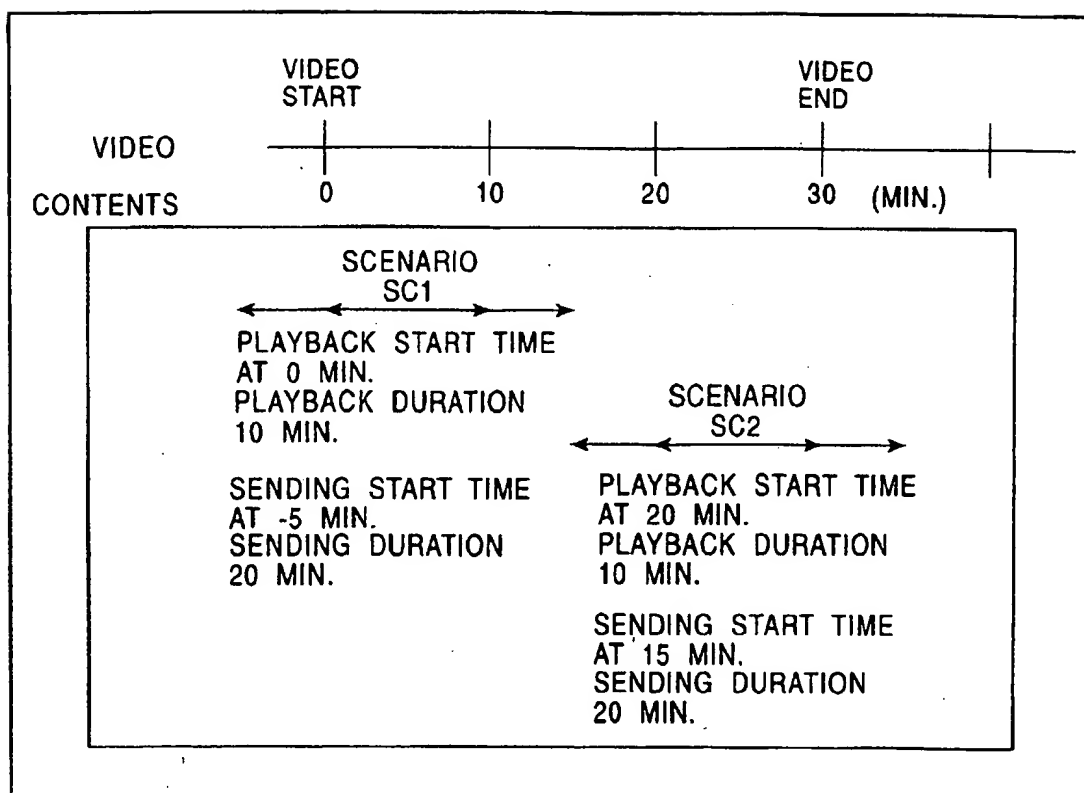 VIDEO START
VIDEO END
VIDEO
0 10 20 30 (MIN.)
CONTENTS
SCENARIO
SC1
PLAYBACK START TIME
AT 0 MIN.
PLAYBACK DURATION
10 MIN.
SENDING START TIME
AT -5 MIN.
SENDING DURATION
20 MIN.
SCENARIO
SC2
PLAYBACK START TIME
AT 20 MIN.
PLAYBACK DURATION
10 MIN.
SENDING START TIME
AT 15 MIN.
SENDING DURATION
20 MIN.